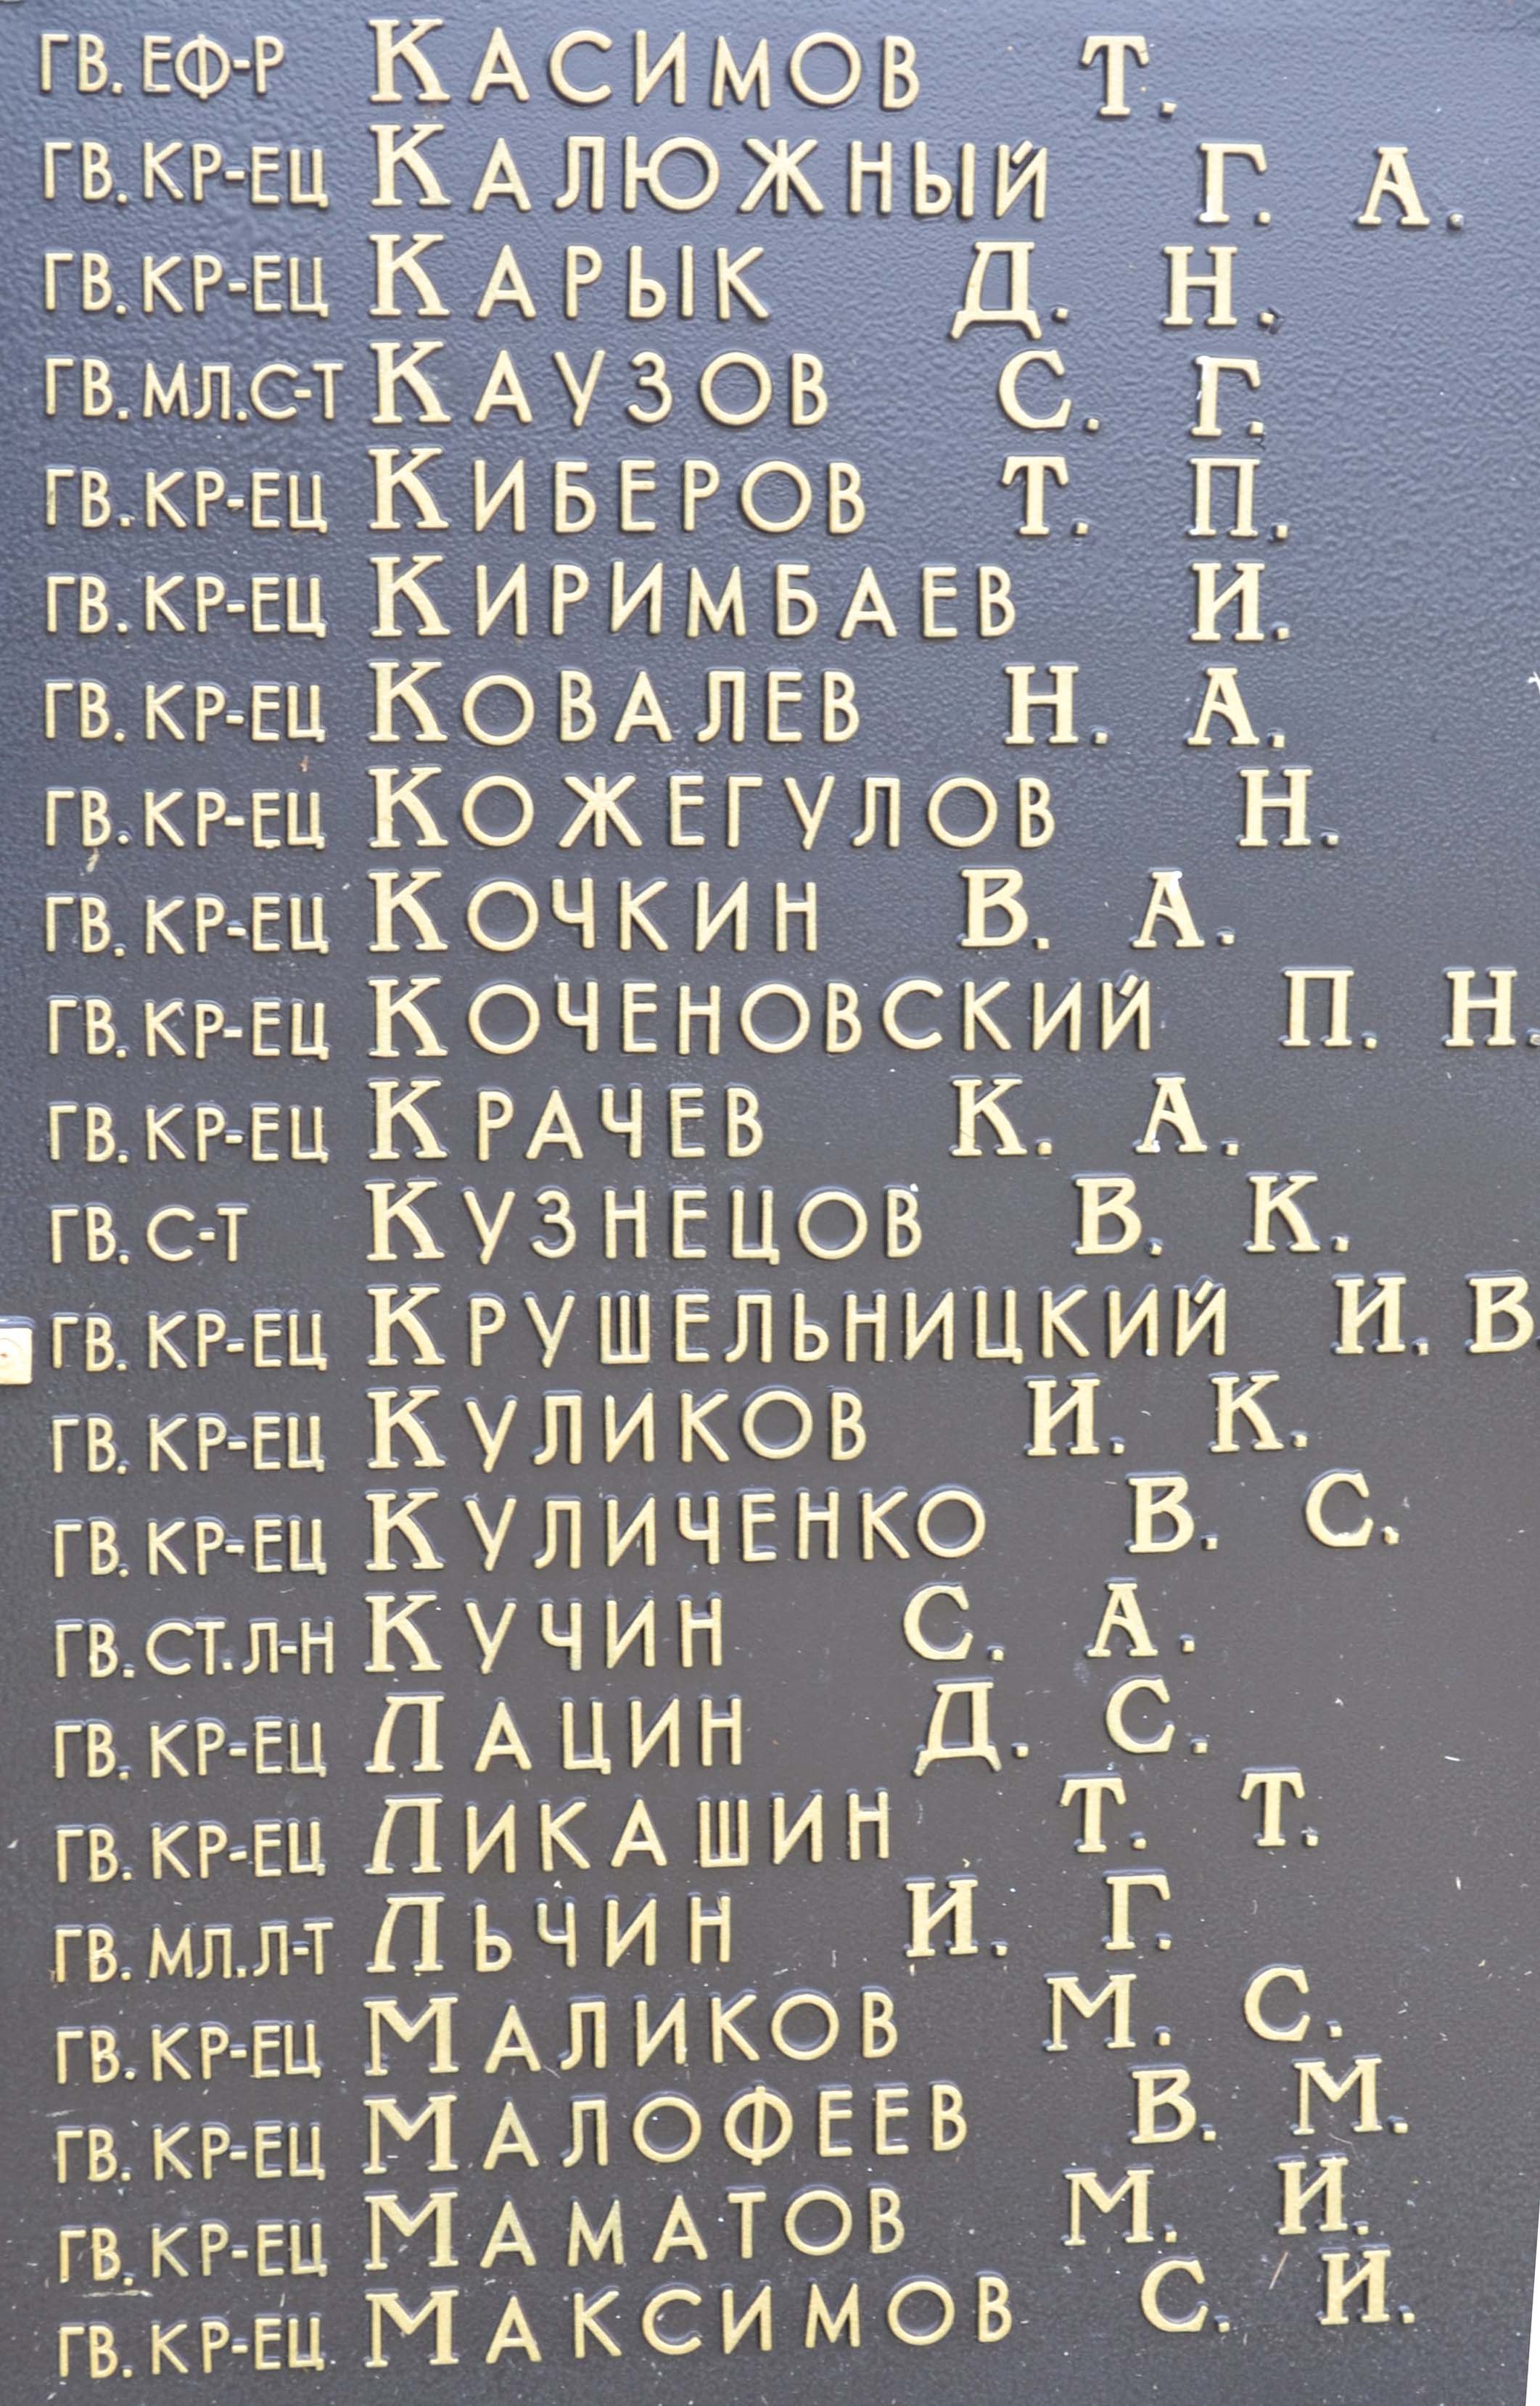 ГВ. ЕФ-Р КАСИМОВ Т.
ГВ. КР-ЕЦ КАЛЮЖНЫЙ Г. А.
ГВ. КР-ЕЦ КАРЫК Д. Н.
ГВ. МЛ. С-Т КАУЗОВ С. Г.
ГВ. КР-ЕЦ КИБЕРОВ Т. П.
ГВ. КР-ЕЦ КИРИМБАЕВ И.
ГВ. КР-ЕЦ КОВАЛЕВ Н. А.
ГВ. КР-ЕЦ КОЖЕГУЛОВ Н.
ГВ. КР-ЕЦ КОЧКИН В. А.
ГВ. КР-ЕЦ КОЧЕНОВСКИЙ П. Н.
ГВ. КР-ЕЦ КРАЧЕВ К. А.
ГВ. С-Т КУЗНЕЦОВ В. К.
ГВ. КР-ЕЦ КРУШЕЛЬНИЦКИЙ И. В.
ГВ. КР-ЕЦ КУЛИКОВ И. К.
ГВ. КР-ЕЦ КУЛИЧЕНКО В. С.
ГВ. СТ. Л-Н КУЧИН С. А.
ГВ. КР-ЕЦ ЛАЦИН Д. С.
ГВ. КР-ЕЦ ЛИКАШИН Т. Т.
ГВ. МЛ. Л-Т ЛЬЧИН И. Г.
ГВ. КР-ЕЦ МАЛИКОВ М. С.
ГВ. КР-ЕЦ МАЛОФЕЕВ В. М.
ГВ. КР-ЕЦ МАМАТОВ М. И.
ГВ. КР-ЕЦ МАКСИМОВ С. И.